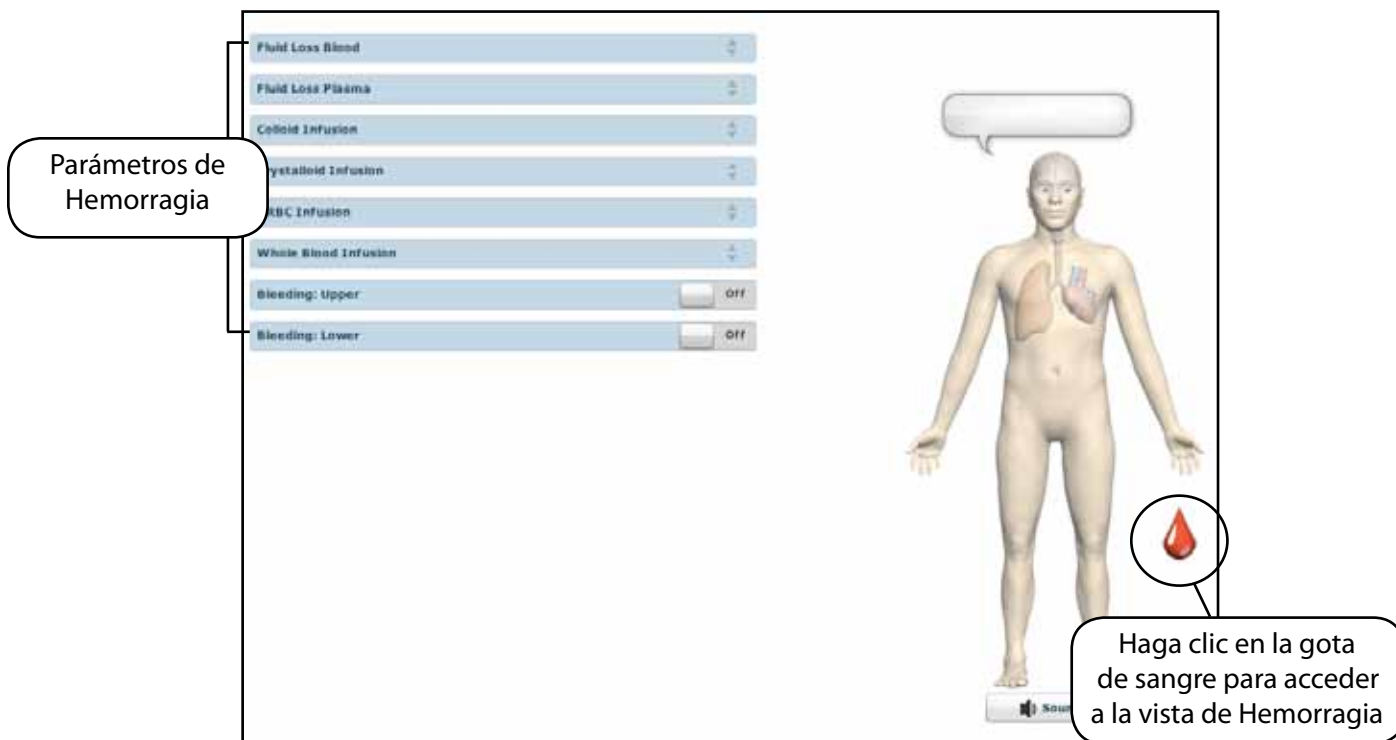 Fluid Loss Blood
Fluid Loss Plasma
Colloid Infusion
Parámetros de
Hemorragia
rystalloid Infusion
RBC Infusion
Whole Blood Infusion
Bleeding: Upper Off
Bleeding: Lower Off
Haga clic en la gota
de sangre para acceder
a la vista de Hemorragia
Soun